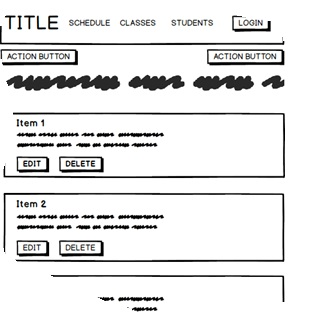 TITLE SCHEDULE CLASSES STUDENTS LOGIN
ACTION BUTTON ACTION BUTTON
Item 1
EDIT DELETE
Item 2
EDIT DELETE